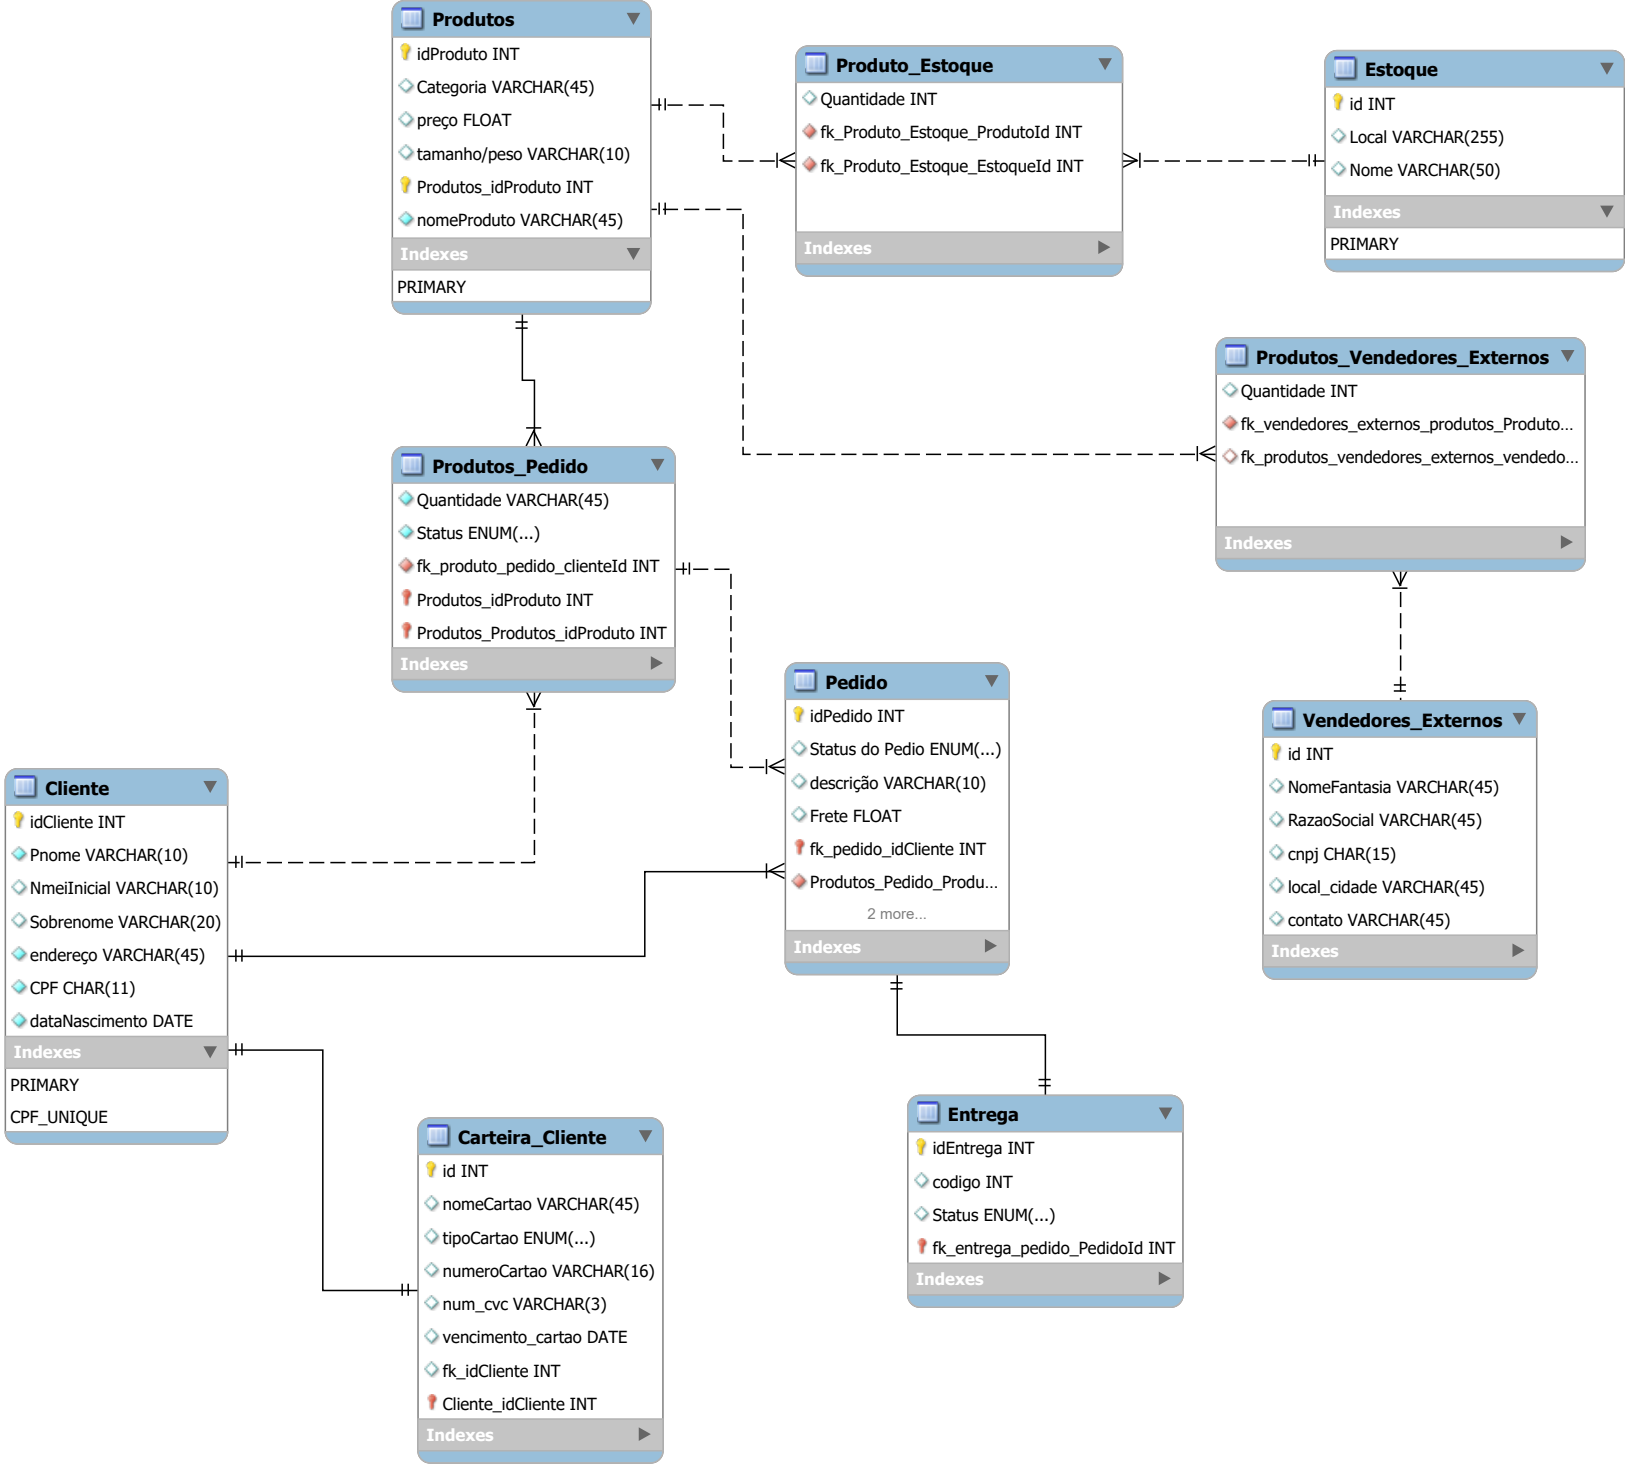 Produtos
idProduto INT
Categoria VARCHAR(45)
preço FLOAT
tamanho/peso VARCHAR(10)
Produtos_idProduto INT
nomeProduto VARCHAR(45)
Indexes
PRIMARY
Produto_Estoque
Quantidade INT
fk_Produto_Estoque_ProdutoId INT
fk_Produto_Estoque_EstoqueId INT
Indexes
Estoque
id INT
Local VARCHAR(255)
Nome VARCHAR(50)
Indexes
PRIMARY
Produtos_Vendedores_Externos
Quantidade INT
fk_vendedores_externos_produtos_Produto...
fk_produtos_vendedores_externos_vendedo...
Indexes
Produtos_Pedido
Quantidade VARCHAR(45)
Status ENUM(...)
fk_produto_pedido_clienteId INT
Produtos_idProduto INT
Produtos_Produtos_idProduto INT
Indexes
Pedido
idPedido INT
Status do Pedio ENUM(...)
descrição VARCHAR(10)
Frete FLOAT
fk_pedido_idCliente INT
Produtos_Pedido_Produ...
2 more...
Indexes
Vendedores_Externos
id INT
NomeFantasia VARCHAR(45)
RazaoSocial VARCHAR(45)
cnpj CHAR(15)
local_cidade VARCHAR(45)
contato VARCHAR(45)
Indexes
Cliente
idCliente INT
Pnome VARCHAR(10)
NmeiInicial VARCHAR(10)
Sobrenome VARCHAR(20)
endereço VARCHAR(45)
CPF CHAR(11)
dataNascimento DATE
Indexes
PRIMARY
CPF_UNIQUE
Carteira_Cliente
id INT
nomeCartao VARCHAR(45)
tipoCartao ENUM(...)
numeroCartao VARCHAR(16)
num_cvc VARCHAR(3)
vencimento_cartao DATE
fk_idCliente INT
Cliente_idCliente INT
Indexes
Entrega
idEntrega INT
codigo INT
Status ENUM(...)
fk_entrega_pedido_PedidoId INT
Indexes